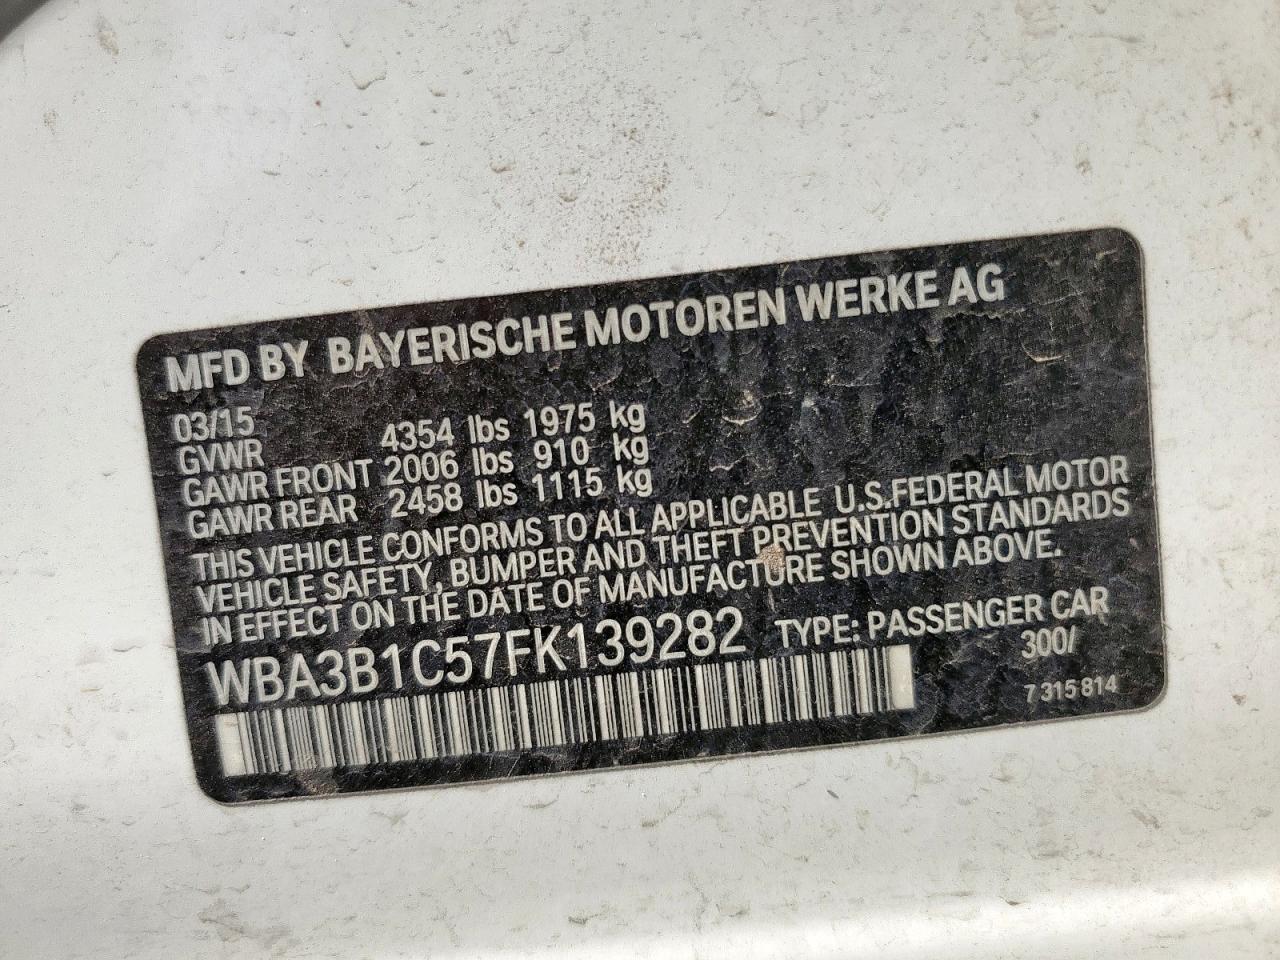 MFD BY BAYERISCHE MOTOREN WERKE AG
03/15
GVWR 4354 lbs 1975 kg
GAWR FRONT 2006 lbs 910 kg
GAWR REAR 2458 lbs 1115 kg
THIS VEHICLE CONFORMS TO ALL APPLICABLE U.S.FEDERAL MOTOR
VEHICLE SAFETY, BUMPER AND THEFT PREVENTION STANDARDS
IN EFFECT ON THE DATE OF MANUFACTURE SHOWN ABOVE.
WBA3B1C57FK139282 TYPE: PASSENGER CAR
300/
7 315 814